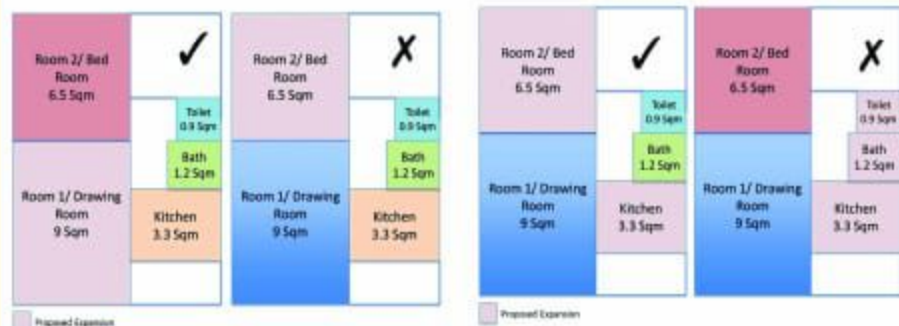 Room 2/ Bed
Room
6.5 Sqm
✓
Toilet
0.9 Sqm
Bath
1.2 Sqm
Room 1/ Drawing
Room
9 Sqm
Kitchen
3.3 Sqm
Room 2/ Bed
Room
6.5 Sqm
✗
Toilet
0.9 Sqm
Bath
1.2 Sqm
Room 1/ Drawing
Room
9 Sqm
Kitchen
3.3 Sqm
Proposed Expansion
Room 2/ Bed
Room
6.5 Sqm
✓
Toilet
0.9 Sqm
Bath
1.2 Sqm
Room 1/ Drawing
Room
9 Sqm
Kitchen
3.3 Sqm
Room 2/ Bed
Room
6.5 Sqm
✗
Toilet
0.9 Sqm
Bath
1.2 Sqm
Room 1/ Drawing
Room
9 Sqm
Kitchen
3.3 Sqm
Proposed Expansion